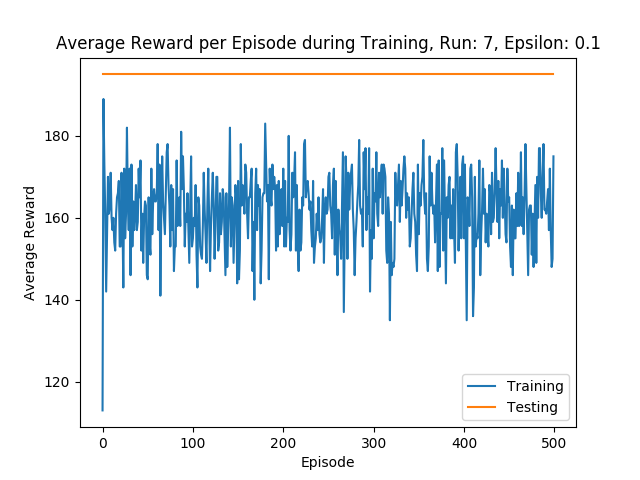 Average Reward per Episode during Training, Run: 7, Epsilon: 0.1
Average Reward
180
160
140
120
0 100 200 300 400 500
Episode
Training
Testing